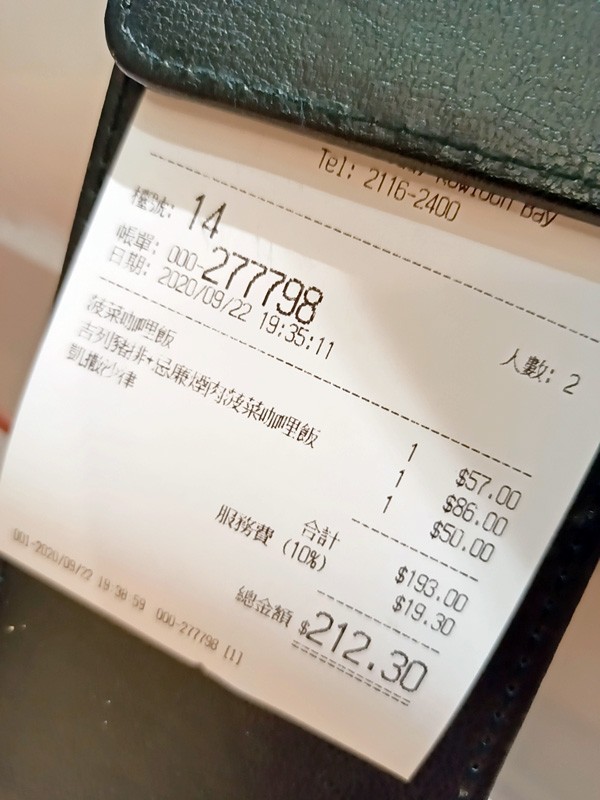 Kowloon Bay
Tel: 2116-2400
檯號: 14
帳單: 000-277798
日期: 2020/09/22 19:35:11
人數: 2
菠菜咖哩飯 1 $57.00
吉列豬排+忌廉煙肉菠菜咖哩飯 1 $86.00
凱撒沙律 1 $50.00
合計 $193.00
服務費 (10%) $19.30
總金額 $212.30
001-2020/09/22 19:38:59 000-277798 [1]